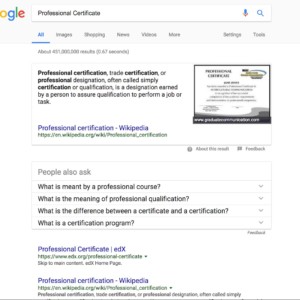 ogle
Professional Certificate
All Images Shopping News Videos More Settings Tools
About 431,000,000 results (0.67 seconds)
Professional certification, trade certification, or
professional designation, often called simply
certification or qualification, is a designation earned
by a person to assure qualification to perform a job or
task.
PROFESSIONAL
CERTIFICATE
www.graduatecommunication.com
Professional certification - Wikipedia
https://en.wikipedia.org/wiki/Professional_certification
About this result Feedback
People also ask
What is meant by a professional course?
What is the meaning of professional qualification?
What is the difference between a certificate and a certification?
What is a certification program?
Feedback
Professional Certificate | edX
https://www.edx.org/professional-certificate
Skip to main content. edX Home Page.
Professional certification - Wikipedia
https://en.wikipedia.org/wiki/Professional_certification
Professional certification, trade certification, or professional designation, often called simply